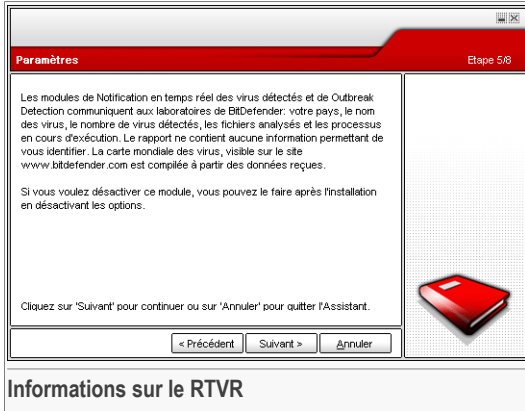 Paramètres
Etape 5/8
Les modules de Notification en temps réel des virus détectés et de Outbreak
Detection communiquent aux laboratoires de BitDefender: votre pays, le nom
des virus, le nombre de virus détectés, les fichiers analysés et les processus
en cours d'exécution. Le rapport ne contient aucune information permettant de
vous identifier. La carte mondiale des virus, visible sur le site
www.bitdefender.com est compilée à partir des données reçues.
Si vous voulez désactiver ce module, vous pouvez le faire après l'installation
en désactivant les options.
Cliquez sur 'Suivant' pour continuer ou sur 'Annuler' pour quitter l'Assistant.
« Précédent
Suivant »
Annuler
Informations sur le RTVR